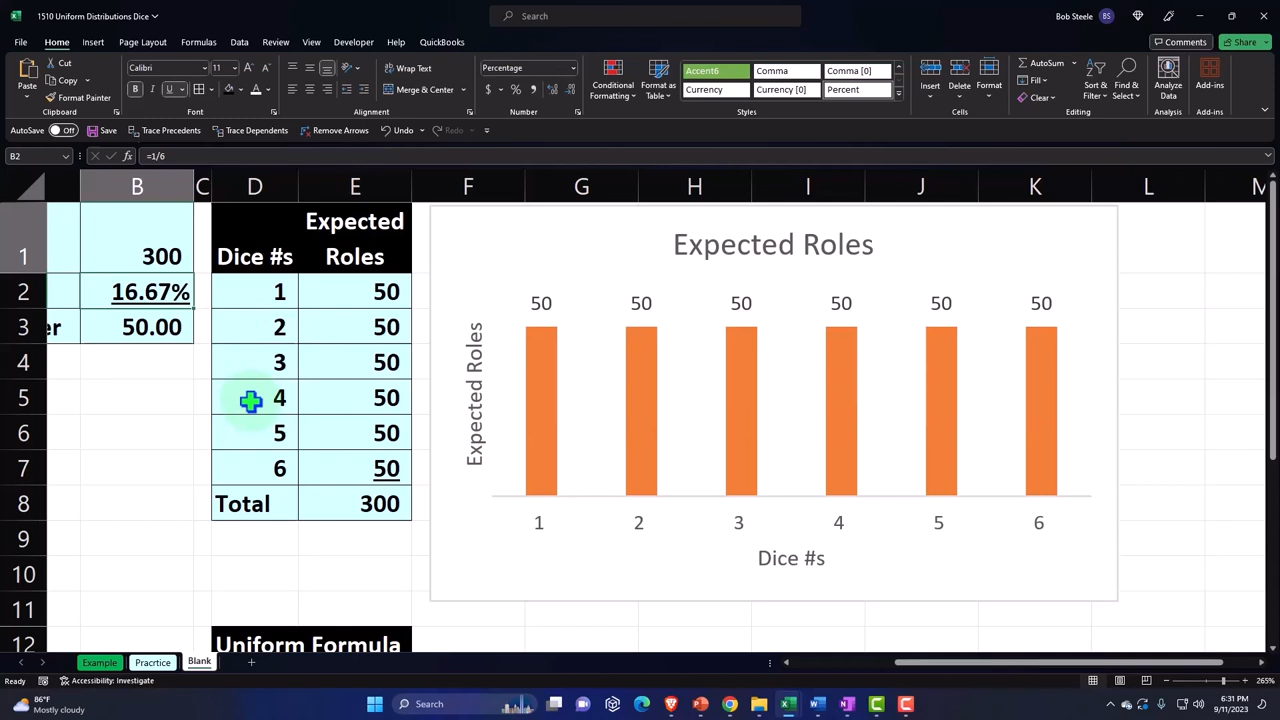 1510 Uniform Distributions Dice
Search
Bob Steele
BS
File Home Insert Page Layout Formulas Data Review View Developer Help QuickBooks
Comments
Share
Paste
Cut
Copy
Format Painter
Clipboard
Calibri
11
B I U
Font
Wrap Text
Merge & Center
Alignment
Percentage
Number
Conditional
Formatting
Format as
Table
Accent6
Comma
Comma [0]
Currency
Currency [0]
Percent
Styles
Insert
Delete
Format
Cells
AutoSum
Fill
Clear
Sort &
Filter
Find &
Select
Editing
Analyze
Data
Analysis
Add-ins
Add-ins
AutoSave Off Save Trace Precedents Trace Dependents Remove Arrows Undo Redo
B2
fx
=1/6
B C D E F G H I J K L M
1 300 Dice #s Expected
Roles
2 16.67% 1 50
3 er 50.00 2 50
4 3 50
5 4 50
6 5 50
7 6 50
8 Total 300
9
10
11
12 Uniform Formula
Expected Roles
50 50 50 50 50 50
Expected Roles
1 2 3 4 5 6
Dice #s
Example Pracrtice Blank
Ready
Accessibility: Investigate
265%
86°F
Mostly cloudy
Search
6:31 PM
9/11/2023